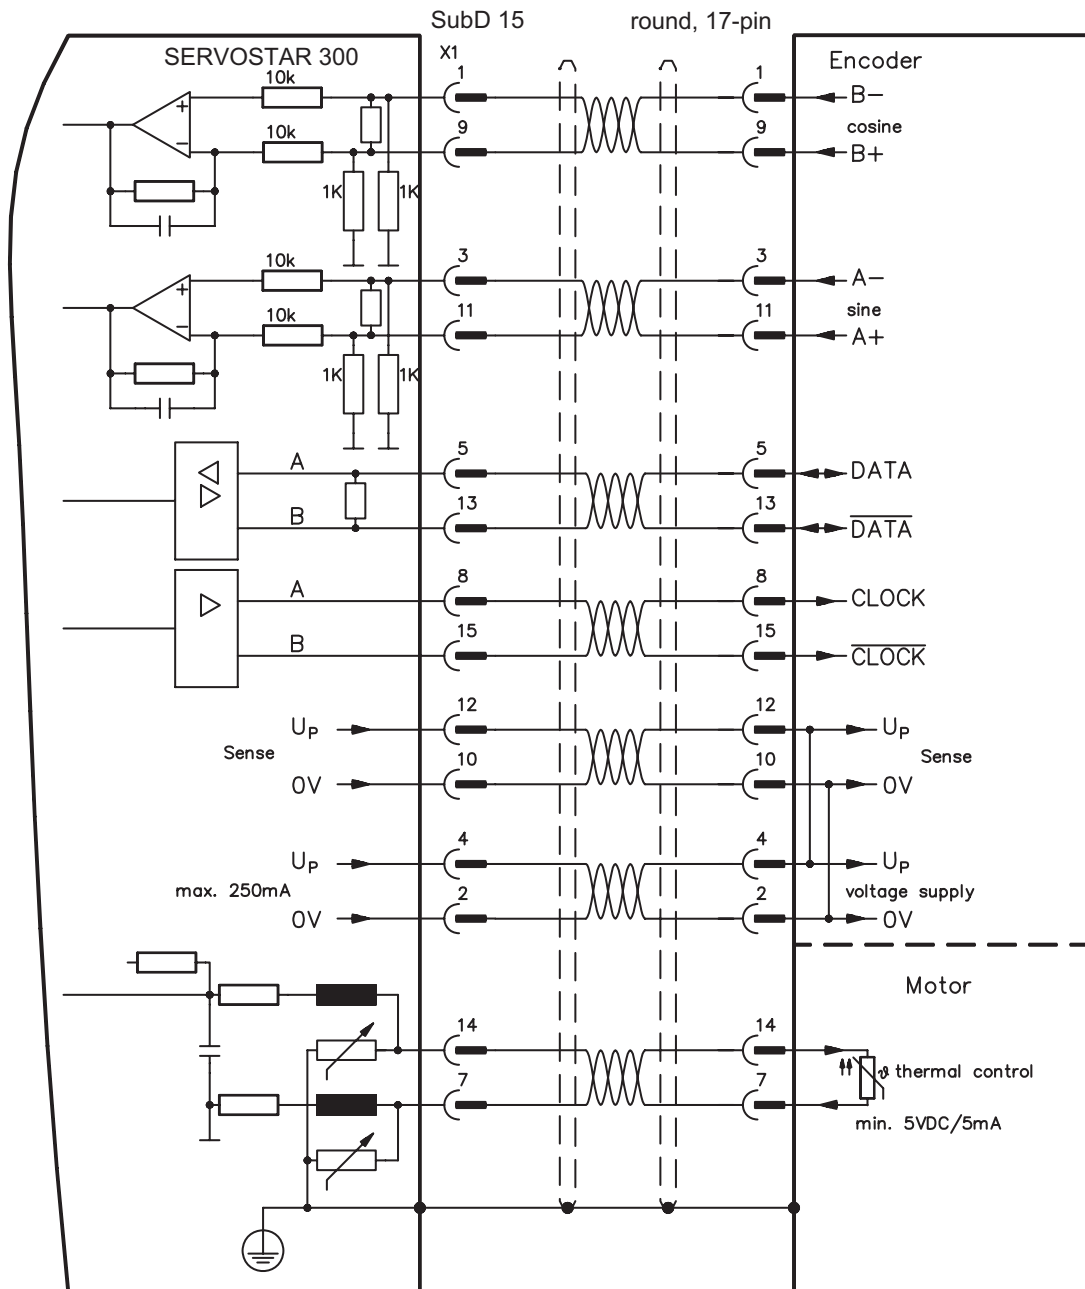 SubD 15 round, 17-pin
SERVOSTAR 300 X1 Encoder
10k 1 1 B-
cosine
10k 9 9 B+
1K 1K
10k 3 3 A-
sine
10k 11 11 A+
1K 1K
A 5 5 DATA
B 13 13 DATA
A 8 8 CLOCK
B 15 15 CLOCK
UP 12 12 UP
Sense Sense
0V 10 10 0V
UP 4 4 UP
max. 250mA voltage supply
0V 2 2 0V
Motor
14 14
ϑ thermal control
7 7
min. 5VDC/5mA
+
−
+
−